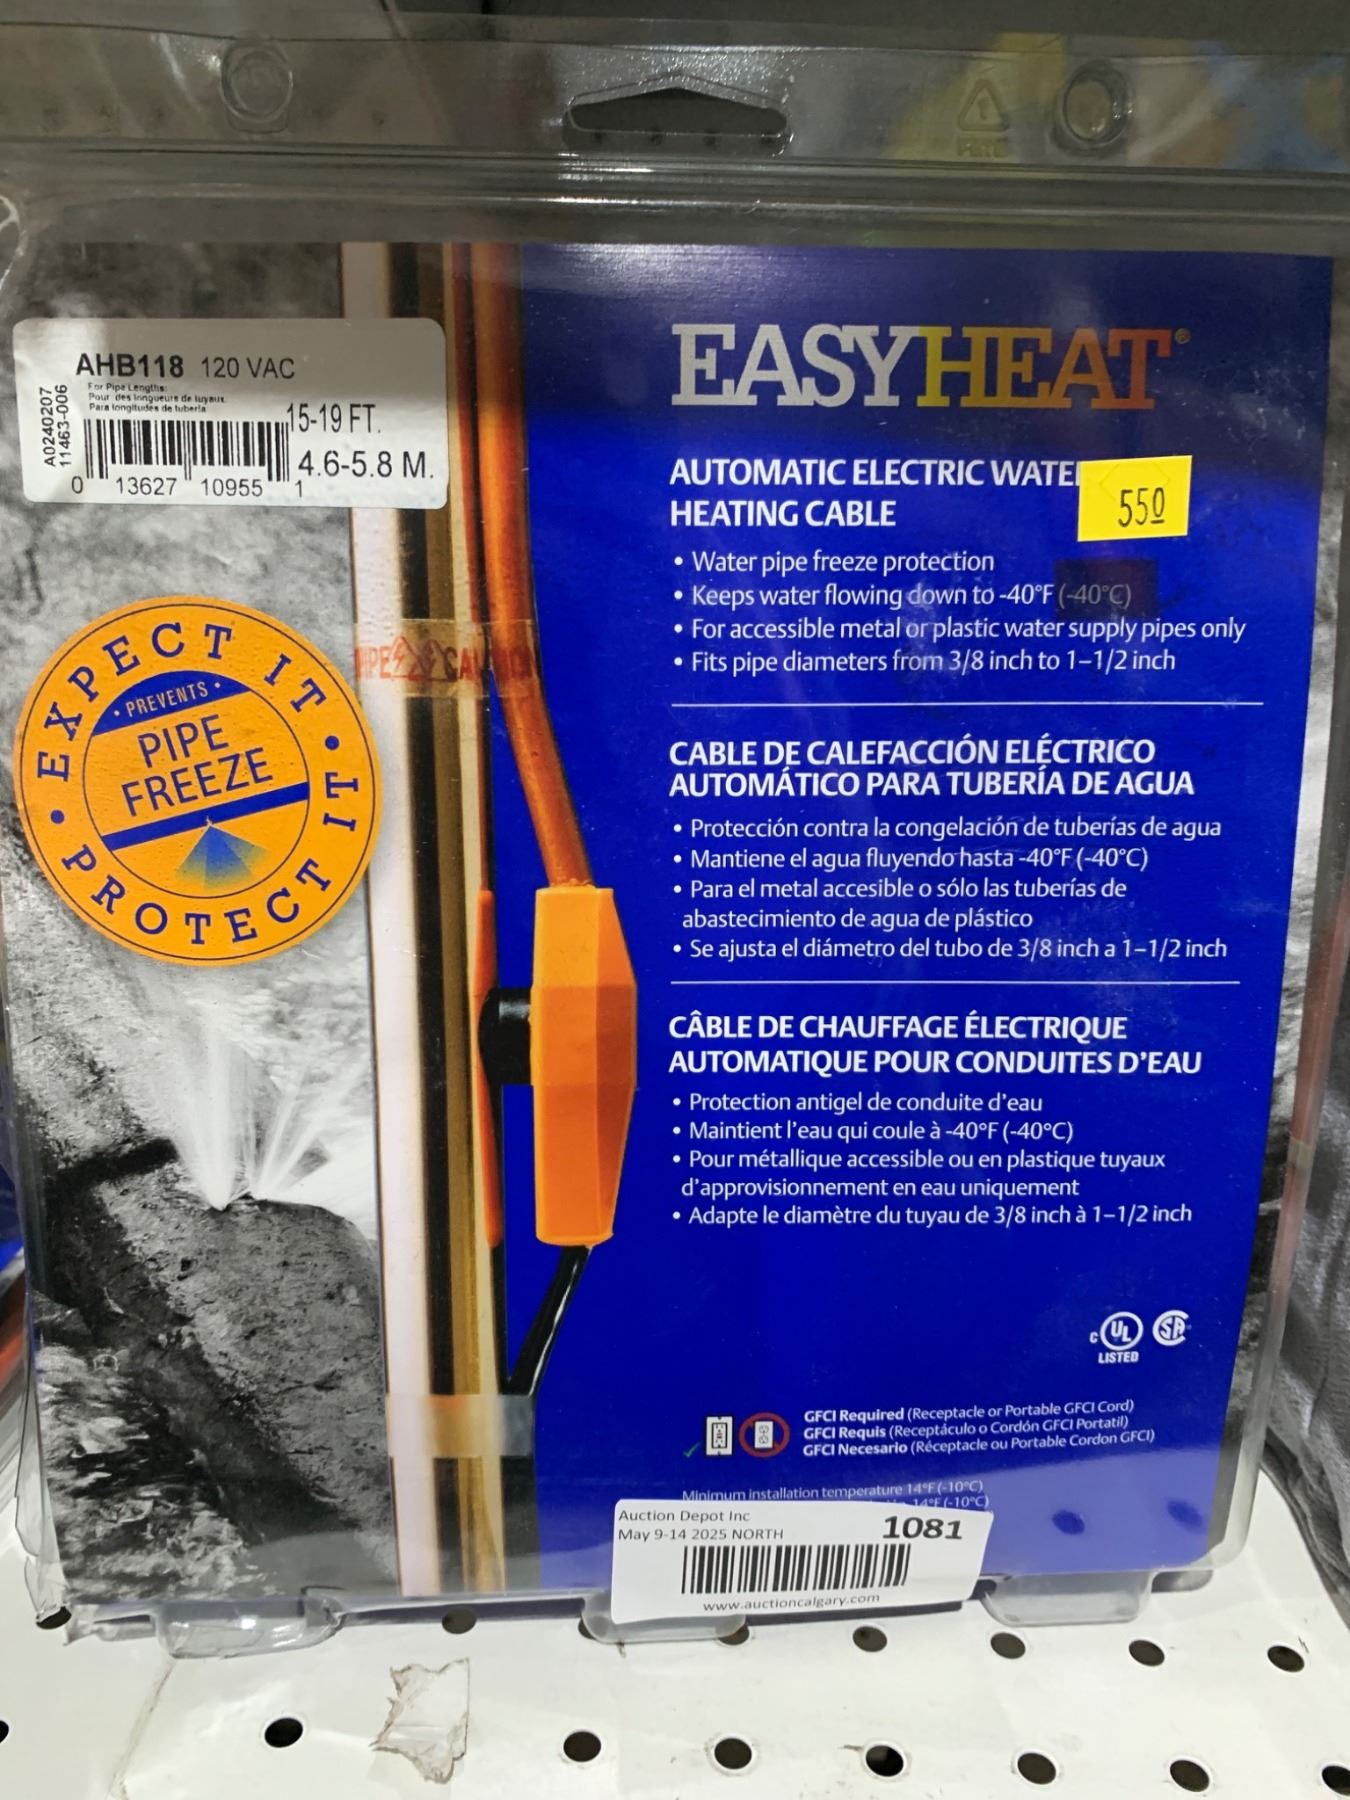 AHB118 120 VAC
For Pipe Lengths:
Pour des longueurs de tuyaux
Para longitudes de tubería
15-19 FT.
4.6-5.8 M.
A0240207
11463-006
0 13627 10955 1
EXPECT IT • PROTECT IT •
• PREVENTS •
PIPE
FREEZE
EASYHEAT®
AUTOMATIC ELECTRIC WATE
HEATING CABLE
550
• Water pipe freeze protection
• Keeps water flowing down to -40°F (-40°C)
• For accessible metal or plastic water supply pipes only
• Fits pipe diameters from 3/8 inch to 1–1/2 inch
CABLE DE CALEFACCIÓN ELÉCTRICO
AUTOMÁTICO PARA TUBERÍA DE AGUA
• Protección contra la congelación de tuberías de agua
• Mantiene el agua fluyendo hasta -40°F (-40°C)
• Para el metal accesible o sólo las tuberías de
abastecimiento de agua de plástico
• Se ajusta el diámetro del tubo de 3/8 inch a 1–1/2 inch
CÂBLE DE CHAUFFAGE ÉLECTRIQUE
AUTOMATIQUE POUR CONDUITES D'EAU
• Protection antigel de conduite d'eau
• Maintient l'eau qui coule à -40°F (-40°C)
• Pour métallique accessible ou en plastique tuyaux
d'approvisionnement en eau uniquement
• Adapte le diamètre du tuyau de 3/8 inch à 1–1/2 inch
c UL
LISTED
GFCI Required (Receptacle or Portable GFCI Cord)
GFCI Requis (Receptáculo o Cordón GFCI Portatil)
GFCI Necesario (Réceptacle ou Portable Cordon GFCI)
Minimum installation temperature 14°F (-10°C)
14°F (-10°C)
Auction Depot Inc
May 9-14 2025 NORTH
1081
www.auctioncalgary.com